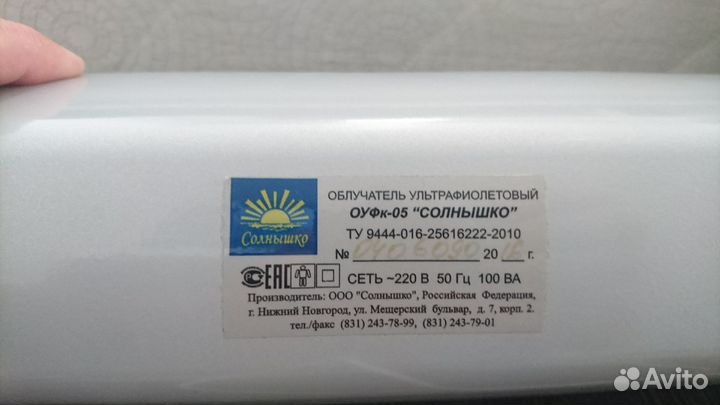 ОБЛУЧАТЕЛЬ УЛЬТРАФИОЛЕТОВЫЙ
ОУФк-05 "СОЛНЫШКО"
Солнышко
ТУ 9444-016-25616222-2010
№ 20 г.
ЕАС СЕТЬ ~220 В 50 Гц 100 ВА
Производитель: ООО "Солнышко", Российская Федерация,
г. Нижний Новгород, ул. Мещерский бульвар, д. 7, корп. 2.
тел./факс (831) 243-78-99, (831) 243-79-01
Avito